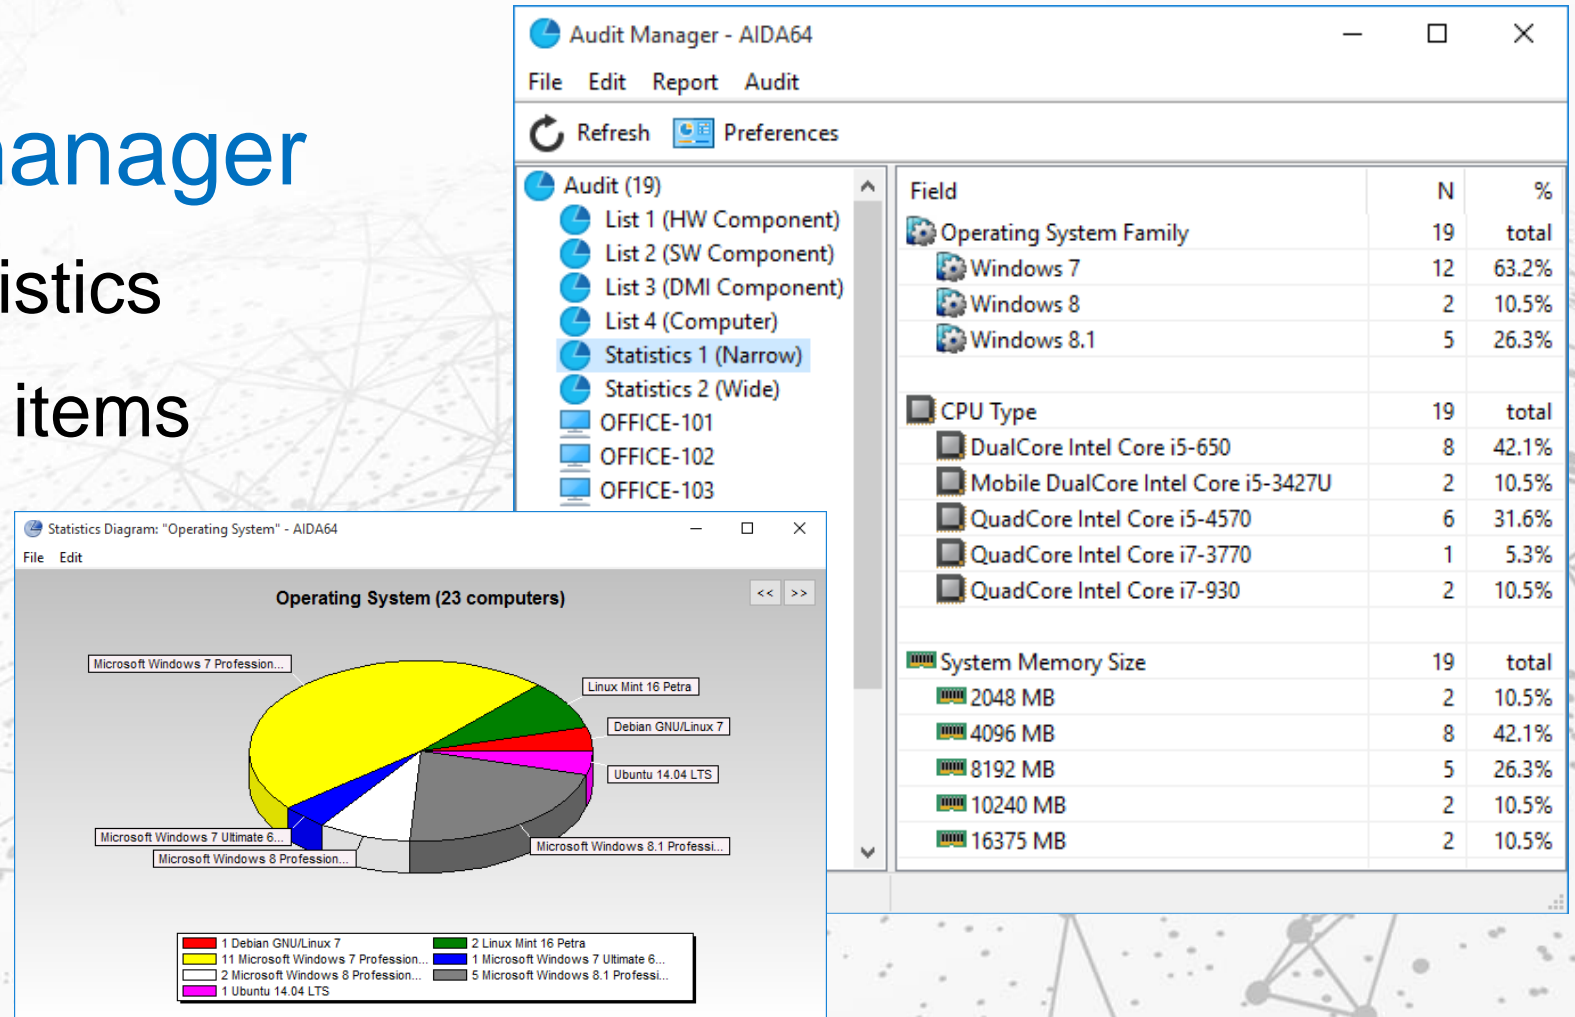 manager
istics
items
Audit Manager - AIDA64
File Edit Report Audit
Refresh Preferences
Audit (19)
List 1 (HW Component)
List 2 (SW Component)
List 3 (DMI Component)
List 4 (Computer)
Statistics 1 (Narrow)
Statistics 2 (Wide)
OFFICE-101
OFFICE-102
OFFICE-103
Field N %
Operating System Family 19 total
Windows 7 12 63.2%
Windows 8 2 10.5%
Windows 8.1 5 26.3%
CPU Type 19 total
DualCore Intel Core i5-650 8 42.1%
Mobile DualCore Intel Core i5-3427U 2 10.5%
QuadCore Intel Core i5-4570 6 31.6%
QuadCore Intel Core i7-3770 1 5.3%
QuadCore Intel Core i7-930 2 10.5%
System Memory Size 19 total
2048 MB 2 10.5%
4096 MB 8 42.1%
8192 MB 5 26.3%
10240 MB 2 10.5%
16375 MB 2 10.5%
Statistics Diagram: "Operating System" - AIDA64
File Edit
Operating System (23 computers)
<< >>
Microsoft Windows 7 Profession...
Linux Mint 16 Petra
Debian GNU/Linux 7
Ubuntu 14.04 LTS
Microsoft Windows 7 Ultimate 6...
Microsoft Windows 8.1 Professi...
Microsoft Windows 8 Profession...
1 Debian GNU/Linux 7 2 Linux Mint 16 Petra
11 Microsoft Windows 7 Profession... 1 Microsoft Windows 7 Ultimate 6...
2 Microsoft Windows 8 Profession... 5 Microsoft Windows 8.1 Professi...
1 Ubuntu 14.04 LTS